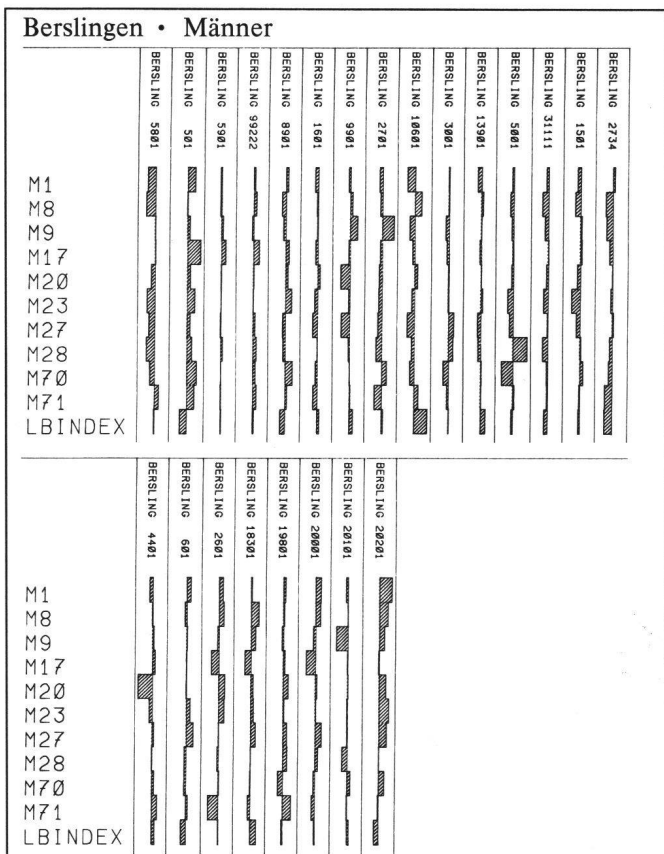 Berslingen • Männer
BERSLING 5801
BERSLING 501
BERSLING 5901
BERSLING 99222
BERSLING 8901
BERSLING 1601
BERSLING 9901
BERSLING 2701
BERSLING 10601
BERSLING 3001
BERSLING 13901
BERSLING 5001
BERSLING 31111
BERSLING 1501
BERSLING 2734
M1
M8
M9
M17
M20
M23
M27
M28
M70
M71
LBINDEX
BERSLING 4401
BERSLING 601
BERSLING 2601
BERSLING 18301
BERSLING 19801
BERSLING 20001
BERSLING 20101
BERSLING 20201
M1
M8
M9
M17
M20
M23
M27
M28
M70
M71
LBINDEX